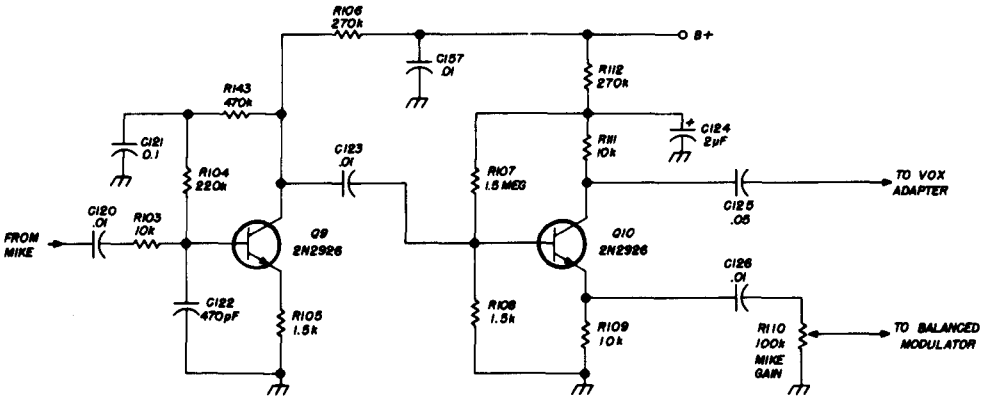 R106
270k
B+
C157
.01
R112
270k
R143
470k
C121
0.1
C123
.01
R111
10k
C124
2µF
+
R104
220k
R107
1.5 MEG
TO VOX
ADAPTER
C125
.05
C120
.01
R103
10k
FROM
MIKE
Q9
2N2926
Q10
2N2926
C126
.01
C122
470pF
R105
1.5k
R108
1.5k
R109
10k
R110
100k
MIKE
GAIN
TO BALANCED
MODULATOR